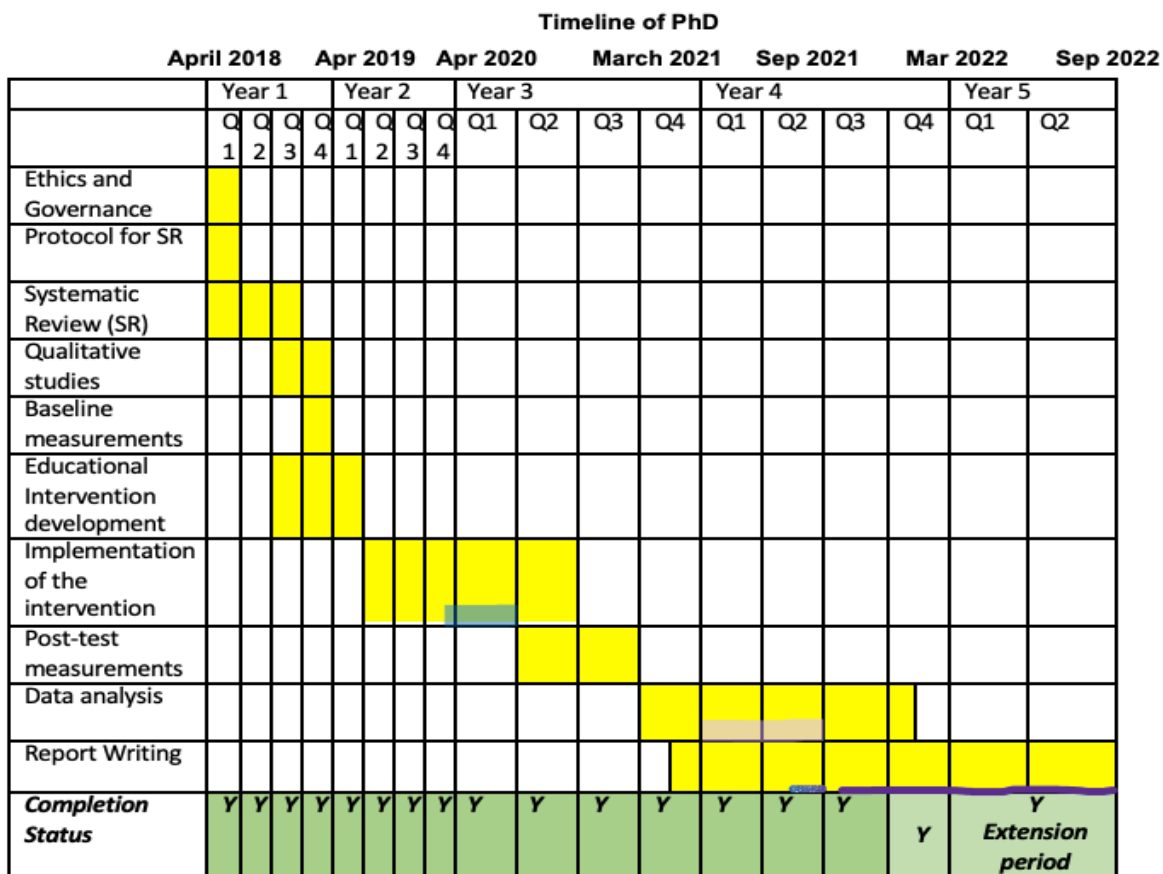 Timeline of PhD
April 2018 Apr 2019 Apr 2020 March 2021 Sep 2021 Mar 2022 Sep 2022
Year 1 Year 2 Year 3 Year 4 Year 5
Q Q Q Q Q Q Q Q Q1 Q2 Q3 Q4 Q1 Q2 Q3 Q4 Q1 Q2
1 2 3 4 1 2 3 4
Ethics and
Governance
Protocol for SR
Systematic
Review (SR)
Qualitative
studies
Baseline
measurements
Educational
Intervention
development
Implementation
of the
intervention
Post-test
measurements
Data analysis
Report Writing
Completion Y Y Y Y Y Y Y Y Y Y Y Y Y Y Y Y
Status Y Extension
period